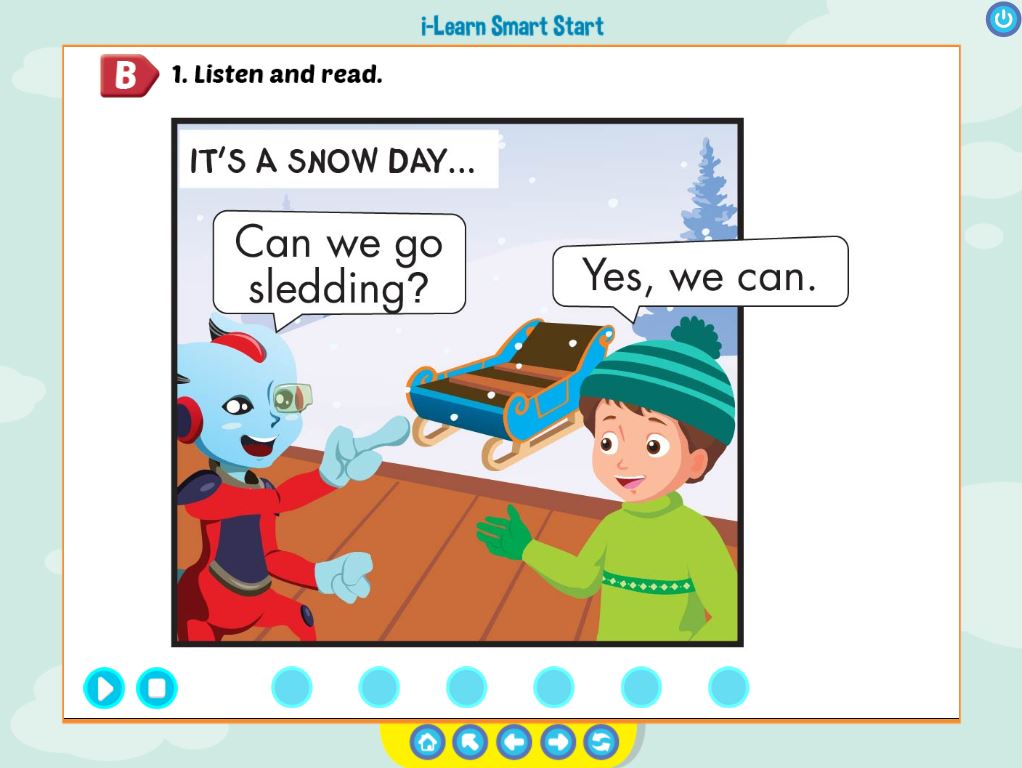 i-Learn Smart Start
B 1. Listen and read.
IT'S A SNOW DAY...
Can we go
sledding?
Yes, we can.